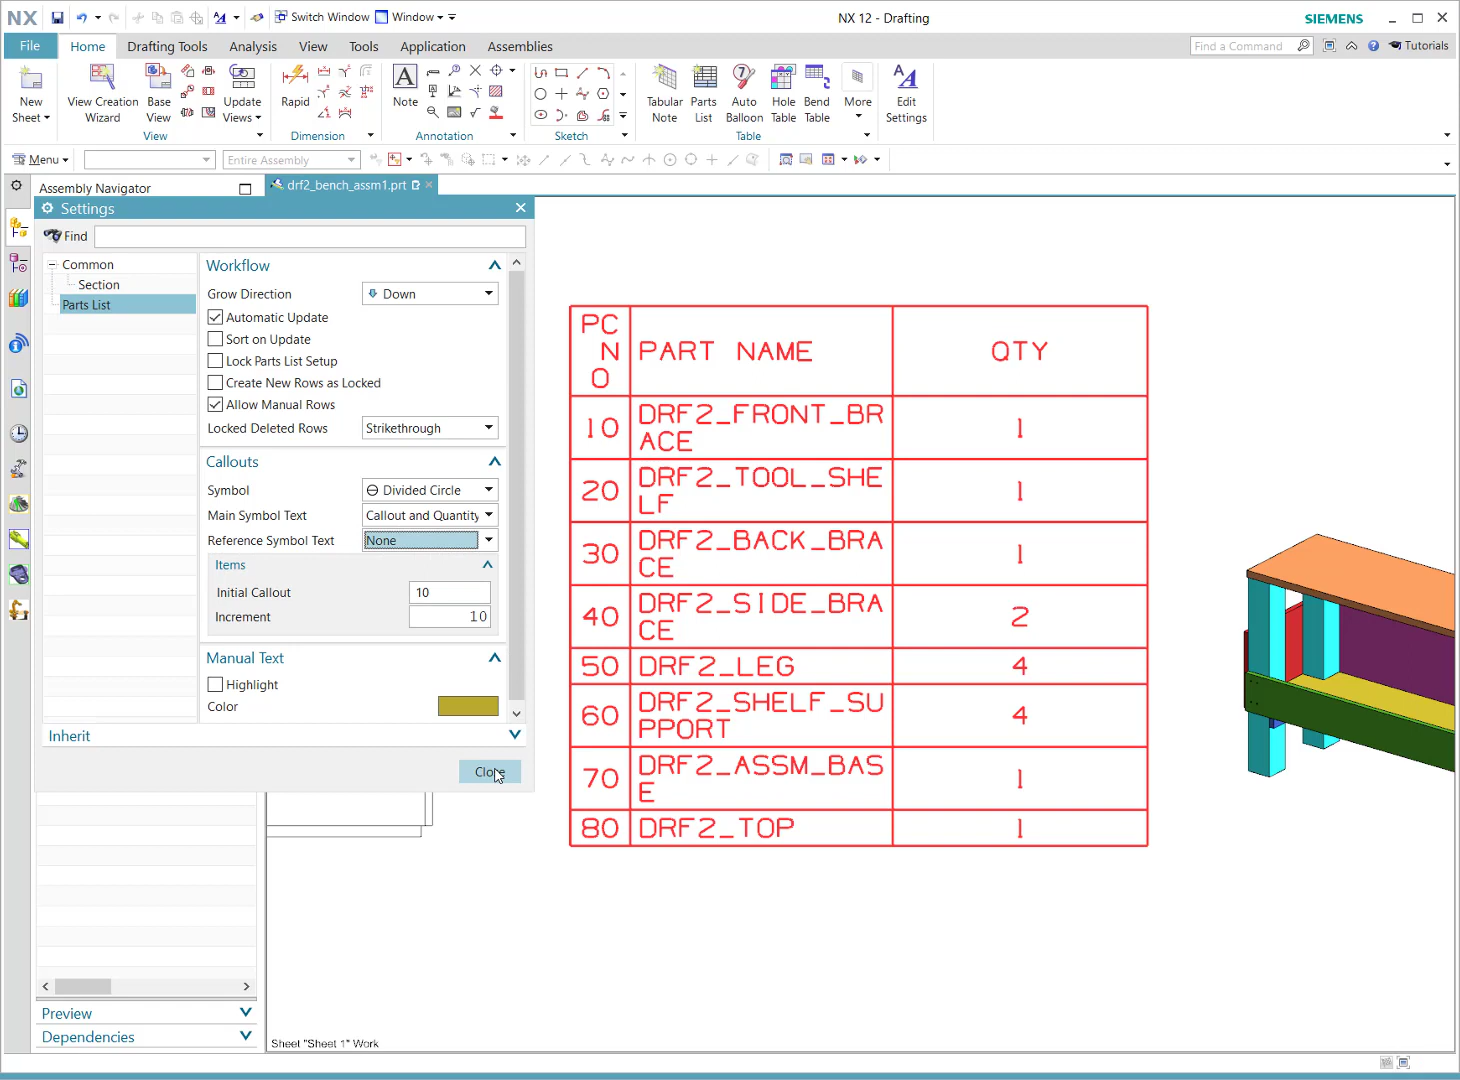 NX
Switch Window
Window
NX 12 - Drafting
SIEMENS
File
Home
Drafting Tools
Analysis
View
Tools
Application
Assemblies
Find a Command
Tutorials
New
Sheet
View Creation
Wizard
Base
View
Update
Views
View
Rapid
Dimension
A
Note
Annotation
Sketch
Tabular
Note
Parts
List
Auto
Balloon
Hole
Table
Bend
Table
More
Table
Edit
Settings
Menu
Entire Assembly
Assembly Navigator
drf2_bench_assm1.prt
Settings
Find
Common
Section
Parts List
Workflow
Grow Direction
Down
Automatic Update
Sort on Update
Lock Parts List Setup
Create New Rows as Locked
Allow Manual Rows
Locked Deleted Rows
Strikethrough
Callouts
Symbol
Divided Circle
Main Symbol Text
Callout and Quantity
Reference Symbol Text
None
Items
Initial Callout
10
Increment
10
Manual Text
Highlight
Color
Inherit
Close
PC
N
O
PART NAME
QTY
10
DRF2_FRONT_BR
ACE
1
20
DRF2_TOOL_SHE
LF
1
30
DRF2_BACK_BRA
CE
1
40
DRF2_SIDE_BRA
CE
2
50
DRF2_LEG
4
60
DRF2_SHELF_SU
PPORT
4
70
DRF2_ASSM_BAS
E
1
80
DRF2_TOP
1
Preview
Dependencies
Sheet "Sheet 1" Work